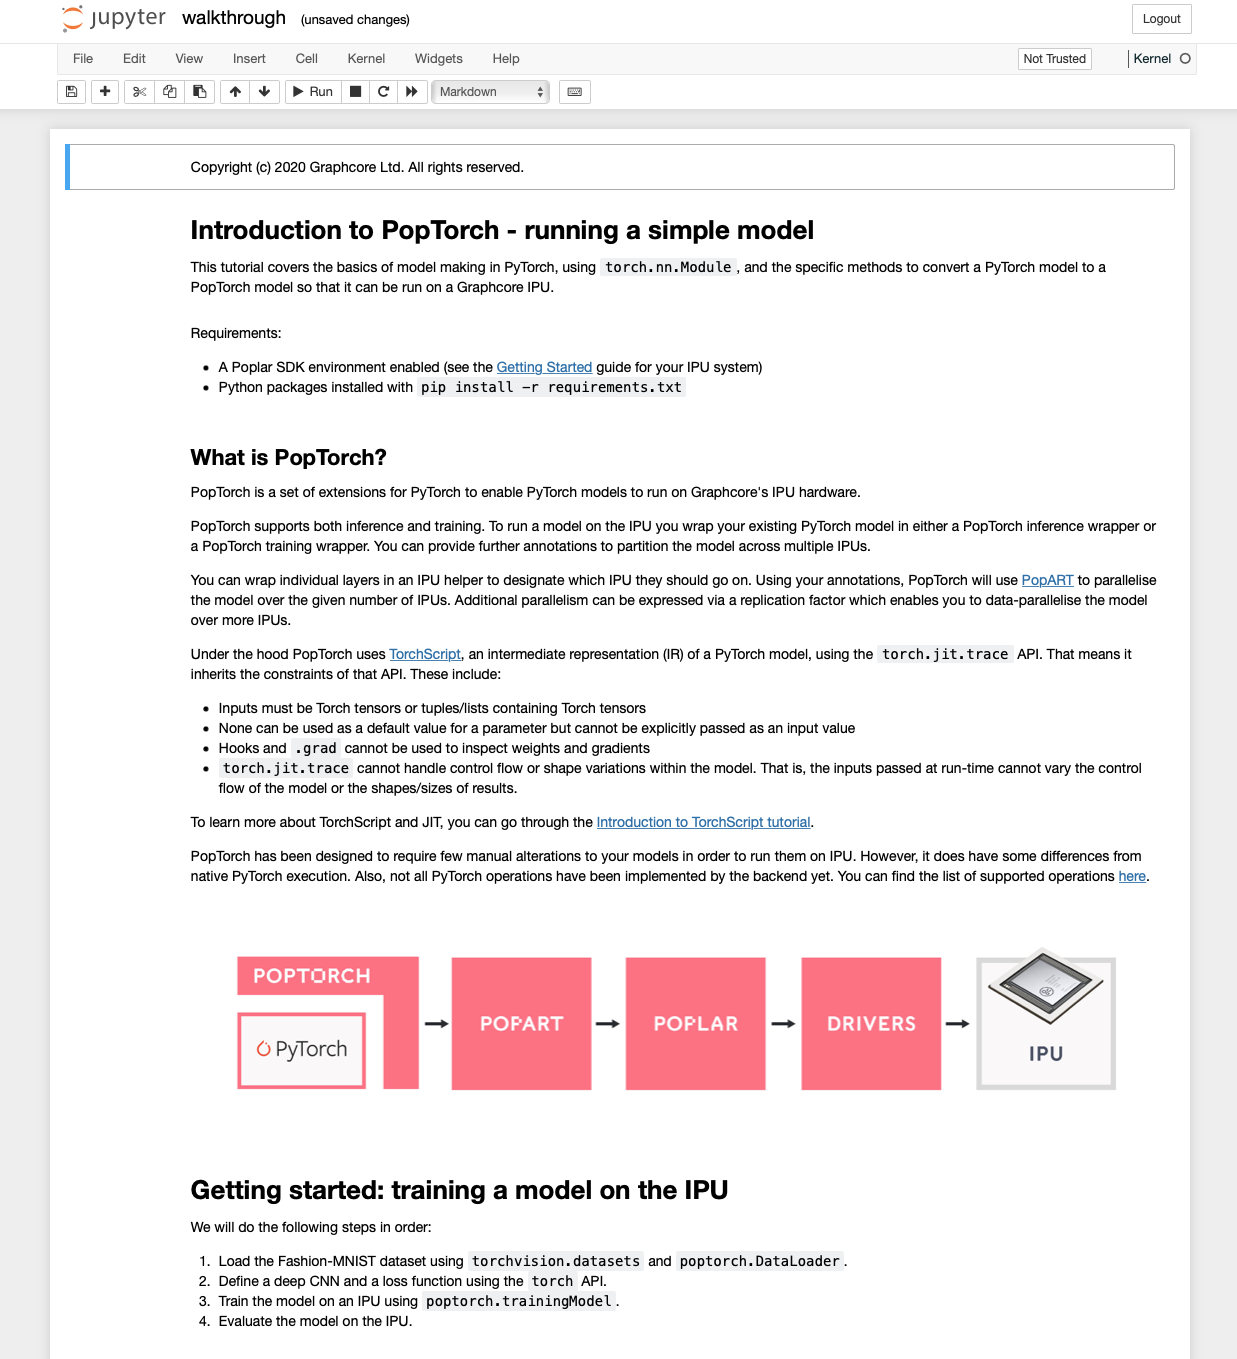 jupyter walkthrough (unsaved changes) Logout
File Edit View Insert Cell Kernel Widgets Help Not Trusted Kernel
Run Markdown
Copyright (c) 2020 Graphcore Ltd. All rights reserved.
Introduction to PopTorch - running a simple model
This tutorial covers the basics of model making in PyTorch, using torch.nn.Module , and the specific methods to convert a PyTorch model to a
PopTorch model so that it can be run on a Graphcore IPU.
Requirements:
• A Poplar SDK environment enabled (see the Getting Started guide for your IPU system)
• Python packages installed with pip install -r requirements.txt
What is PopTorch?
PopTorch is a set of extensions for PyTorch to enable PyTorch models to run on Graphcore's IPU hardware.
PopTorch supports both inference and training. To run a model on the IPU you wrap your existing PyTorch model in either a PopTorch inference wrapper or
a PopTorch training wrapper. You can provide further annotations to partition the model across multiple IPUs.
You can wrap individual layers in an IPU helper to designate which IPU they should go on. Using your annotations, PopTorch will use PopART to parallelise
the model over the given number of IPUs. Additional parallelism can be expressed via a replication factor which enables you to data-parallelise the model
over more IPUs.
Under the hood PopTorch uses TorchScript, an intermediate representation (IR) of a PyTorch model, using the torch.jit.trace API. That means it
inherits the constraints of that API. These include:
• Inputs must be Torch tensors or tuples/lists containing Torch tensors
• None can be used as a default value for a parameter but cannot be explicitly passed as an input value
• Hooks and .grad cannot be used to inspect weights and gradients
• torch.jit.trace cannot handle control flow or shape variations within the model. That is, the inputs passed at run-time cannot vary the control
flow of the model or the shapes/sizes of results.
To learn more about TorchScript and JIT, you can go through the Introduction to TorchScript tutorial.
PopTorch has been designed to require few manual alterations to your models in order to run them on IPU. However, it does have some differences from
native PyTorch execution. Also, not all PyTorch operations have been implemented by the backend yet. You can find the list of supported operations here.
POPTORCH
PyTorch
POPART
POPLAR
DRIVERS
IPU
Getting started: training a model on the IPU
We will do the following steps in order:
1. Load the Fashion-MNIST dataset using torchvision.datasets and poptorch.DataLoader .
2. Define a deep CNN and a loss function using the torch API.
3. Train the model on an IPU using poptorch.trainingModel .
4. Evaluate the model on the IPU.